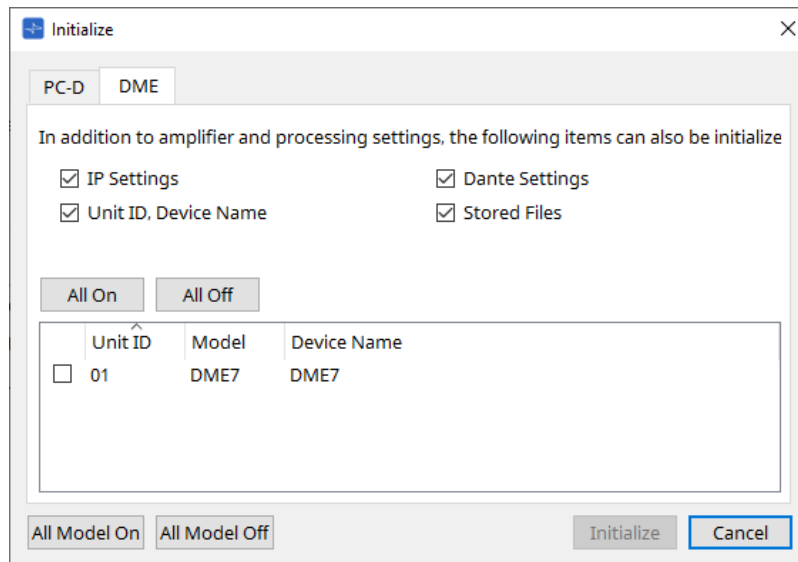 Initialize
PC-D DME
In addition to amplifier and processing settings, the following items can also be initialize
IP Settings Dante Settings
Unit ID, Device Name Stored Files
All On All Off
Unit ID Model Device Name
01 DME7 DME7
All Model On All Model Off Initialize Cancel